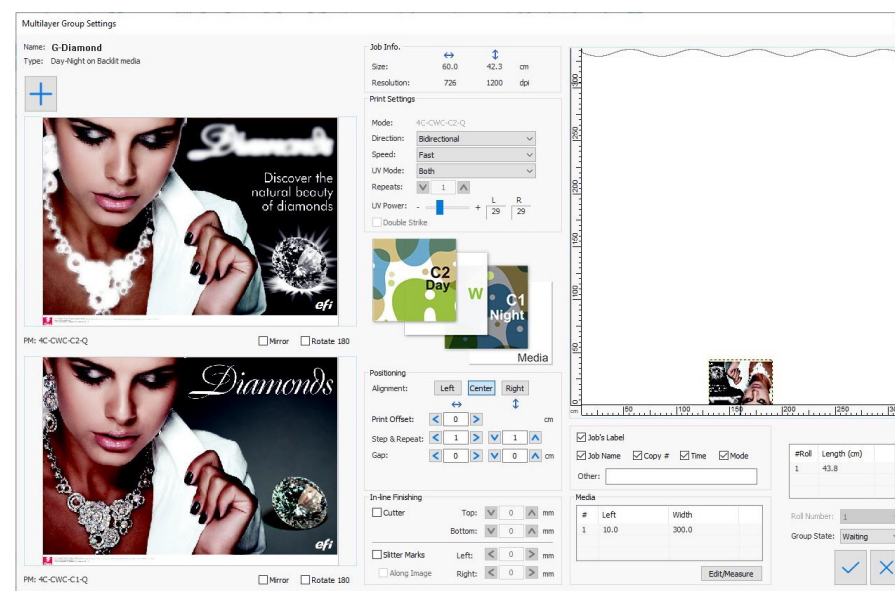 Multilayer Group Settings
Name: G-Diamond
Type: Day-Night on Backlit media
Diamonds
Discover the
natural beauty
of diamonds
efi
PM: 4C-CWC-C2-Q
Mirror
Rotate 180
Diamonds
efi
PM: 4C-CWC-C1-Q
Mirror
Rotate 180
Job Info.
Size: 60.0 42.3 cm
Resolution: 726 1200 dpi
Print Settings
Mode: 4C-CWC-C2-Q
Direction: Bidirectional
Speed: Fast
UV Mode: Both
Repeats: 1
L R
UV Power: - + 29 29
Double Strike
C2
Day
W
C1
Night
Media
Positioning
Alignment: Left Center Right
Print Offset: 0 cm
Step & Repeat: 1 1
Gap: 0 0 cm
In-line Finishing
Cutter Top: 0 mm
Bottom: 0 mm
Slitter Marks Left: 0 mm
Along Image Right: 0 mm
300
250
200
150
100
50
0
cm 50 100 150 200 250
Job's Label
Job Name Copy # Time Mode
Other:
Media
# Left Width
1 10.0 300.0
Edit/Measure
#Roll Length (cm)
1 43.8
Roll Number: 1
Group State: Waiting